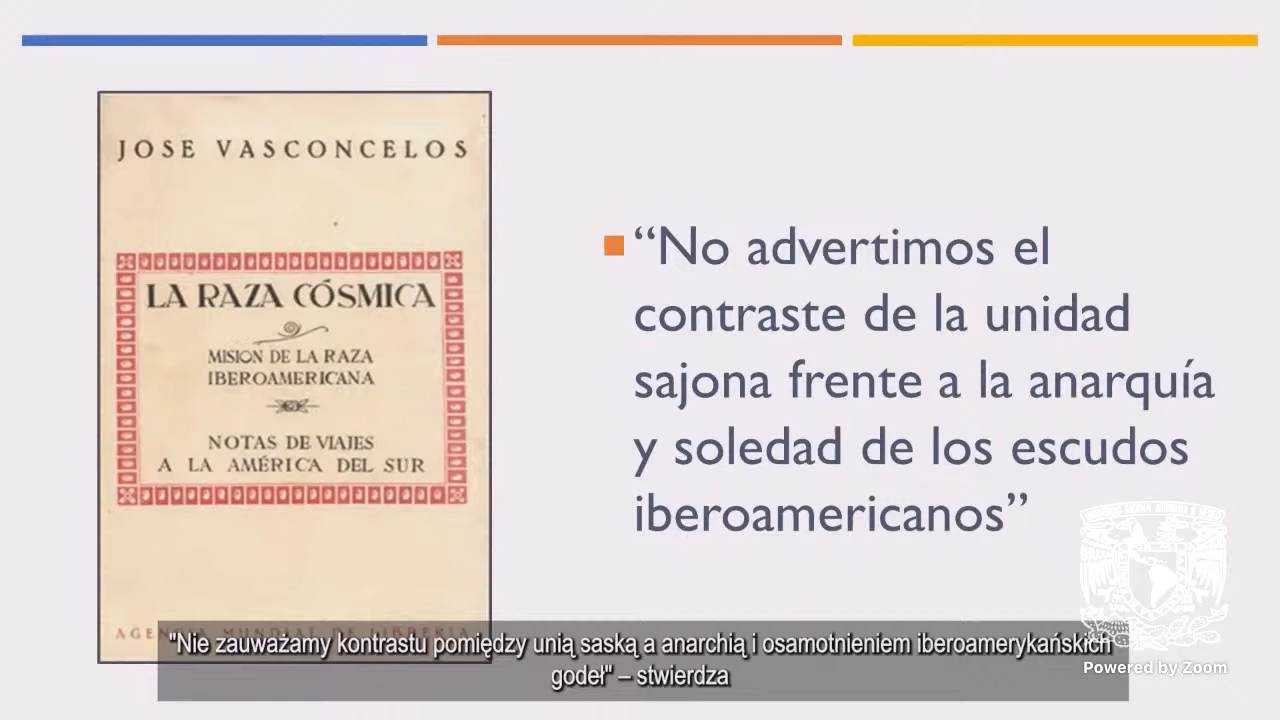 JOSE VASCONCELOS
LA RAZA CÓSMICA
MISION DE LA RAZA
IBEROAMERICANA
NOTAS DE VIAJES
A LA AMÉRICA DEL SUR
“No advertimos el
contraste de la unidad
sajona frente a la anarquía
y soledad de los escudos
iberoamericanos”
"Nie zauważamy kontrastu pomiędzy unią saską a anarchią i osamotnieniem iberoamerykańskich
godeł" – stwierdza
Powered by Zoom